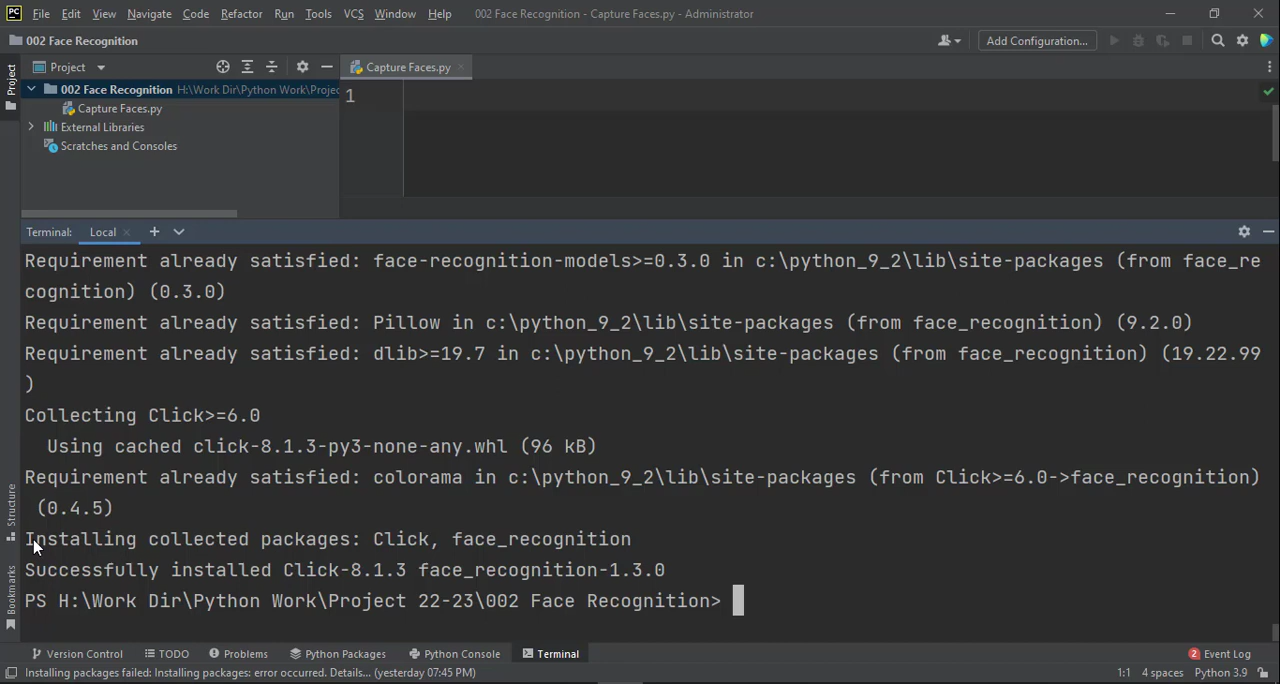 PC File Edit View Navigate Code Refactor Run Tools VCS Window Help 002 Face Recognition - Capture Faces.py - Administrator
002 Face Recognition Add Configuration...
Project Project Capture Faces.py
002 Face Recognition H:\Work Dir\Python Work\Projec 1
Capture Faces.py
External Libraries
Scratches and Consoles
Terminal: Local
Requirement already satisfied: face-recognition-models>=0.3.0 in c:\python_9_2\lib\site-packages (from face_re
cognition) (0.3.0)
Requirement already satisfied: Pillow in c:\python_9_2\lib\site-packages (from face_recognition) (9.2.0)
Requirement already satisfied: dlib>=19.7 in c:\python_9_2\lib\site-packages (from face_recognition) (19.22.99
)
Collecting Click>=6.0
Using cached click-8.1.3-py3-none-any.whl (96 kB)
Requirement already satisfied: colorama in c:\python_9_2\lib\site-packages (from Click>=6.0->face_recognition)
(0.4.5)
Structure
Installing collected packages: Click, face_recognition
Successfully installed Click-8.1.3 face_recognition-1.3.0
PS H:\Work Dir\Python Work\Project 22-23\002 Face Recognition>
Bookmarks
Version Control TODO Problems Python Packages Python Console Terminal 2 Event Log
Installing packages failed: Installing packages: error occurred. Details... (yesterday 07:45 PM) 1:1 4 spaces Python 3.9